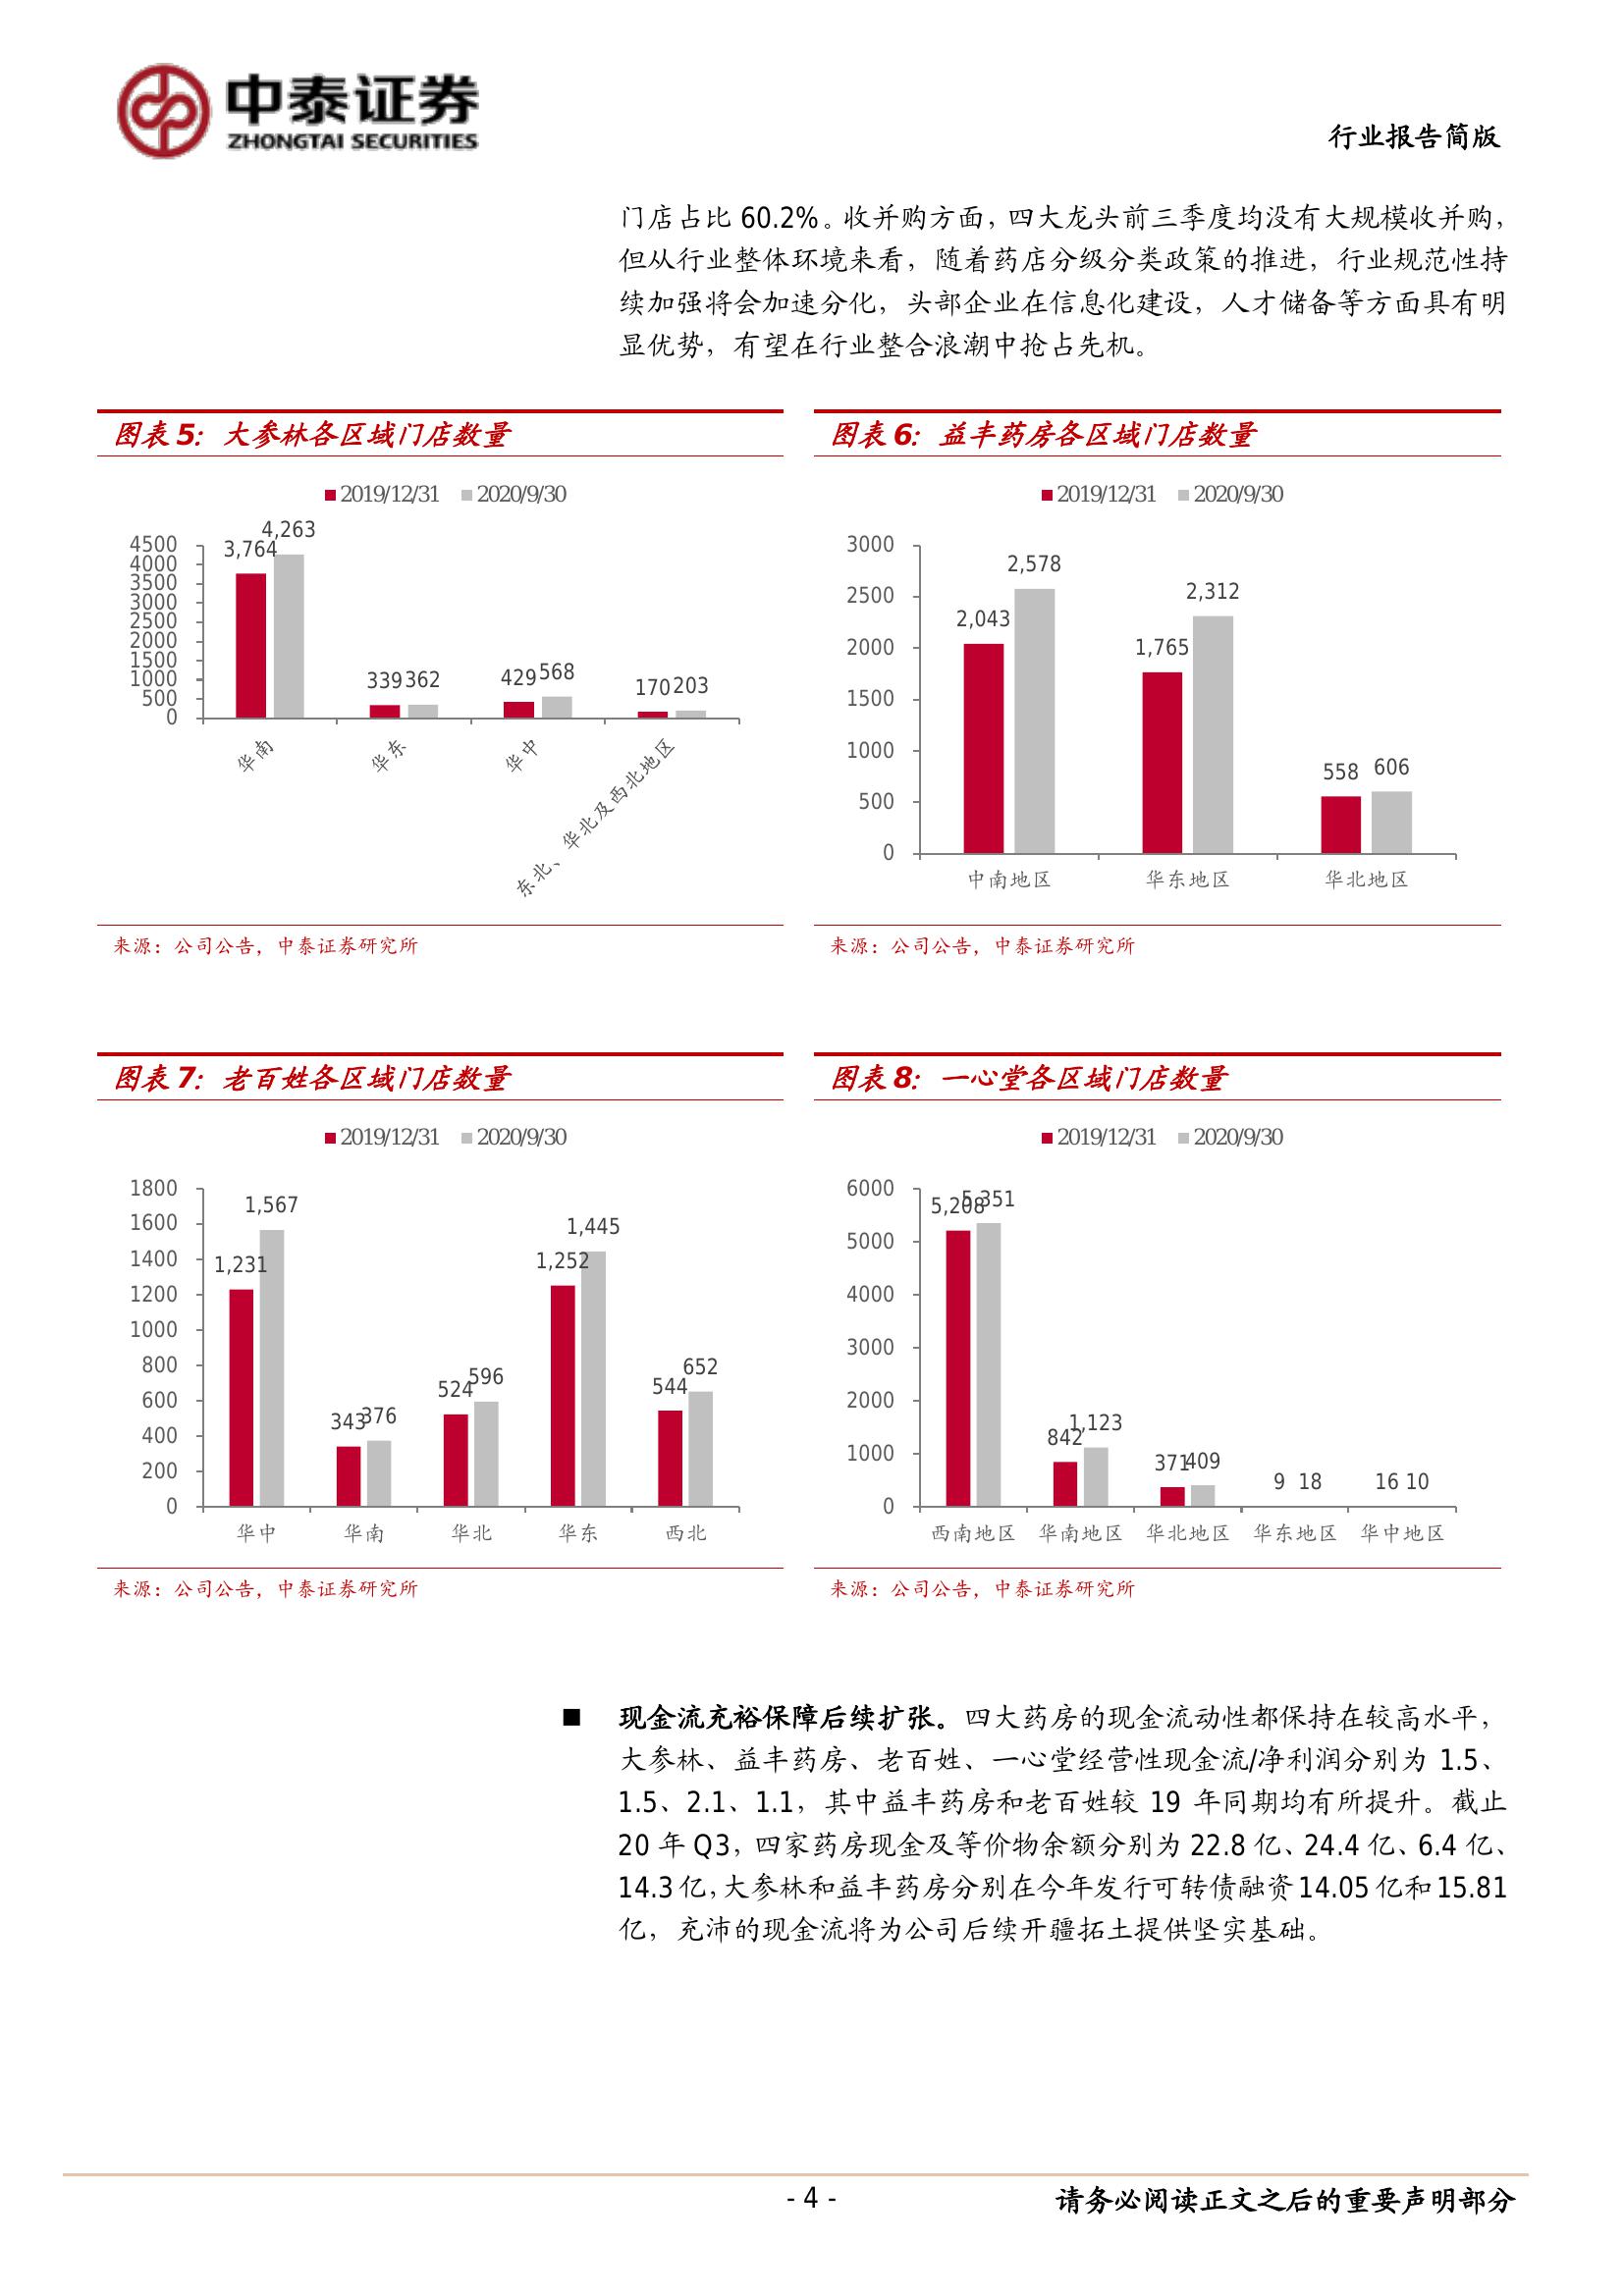 中泰证券
ZHONGTAI SECURITIES
行业报告简版
门店占比 60.2%。收并购方面，四大龙头前三季度均没有大规模收并购，
但从行业整体环境来看，随着药店分级分类政策的推进，行业规范性持
续加强将会加速分化，头部企业在信息化建设，人才储备等方面具有明
显优势，有望在行业整合浪潮中抢占先机。
图表 5：大参林各区域门店数量
2019/12/31 2020/9/30
4500
4000
3500
3000
2500
2000
1500
1000
500
0
3,764 4,263
339 362
429 568
170 203
华南
华东
华中
东北、华北及西北地区
来源：公司公告，中泰证券研究所
图表 6：益丰药房各区域门店数量
2019/12/31 2020/9/30
3000
2500
2000
1500
1000
500
0
2,043 2,578
1,765 2,312
558 606
中南地区 华东地区 华北地区
来源：公司公告，中泰证券研究所
图表 7：老百姓各区域门店数量
2019/12/31 2020/9/30
1800
1600
1400
1200
1000
800
600
400
200
0
1,231 1,567
343 376
524 596
1,252 1,445
544 652
华中 华南 华北 华东 西北
来源：公司公告，中泰证券研究所
图表 8：一心堂各区域门店数量
2019/12/31 2020/9/30
6000
5000
4000
3000
2000
1000
0
5,208 5,351
842 1,123
371 409
9 18
16 10
西南地区 华南地区 华北地区 华东地区 华中地区
来源：公司公告，中泰证券研究所
■ 现金流充裕保障后续扩张。四大药房的现金流动性都保持在较高水平，
大参林、益丰药房、老百姓、一心堂经营性现金流/净利润分别为 1.5、
1.5、2.1、1.1，其中益丰药房和老百姓较 19 年同期均有所提升。截止
20 年 Q3，四家药房现金及等价物余额分别为 22.8 亿、24.4 亿、6.4 亿、
14.3 亿，大参林和益丰药房分别在今年发行可转债融资 14.05 亿和 15.81
亿，充沛的现金流将为公司后续开疆拓土提供坚实基础。
- 4 -
请务必阅读正文之后的重要声明部分